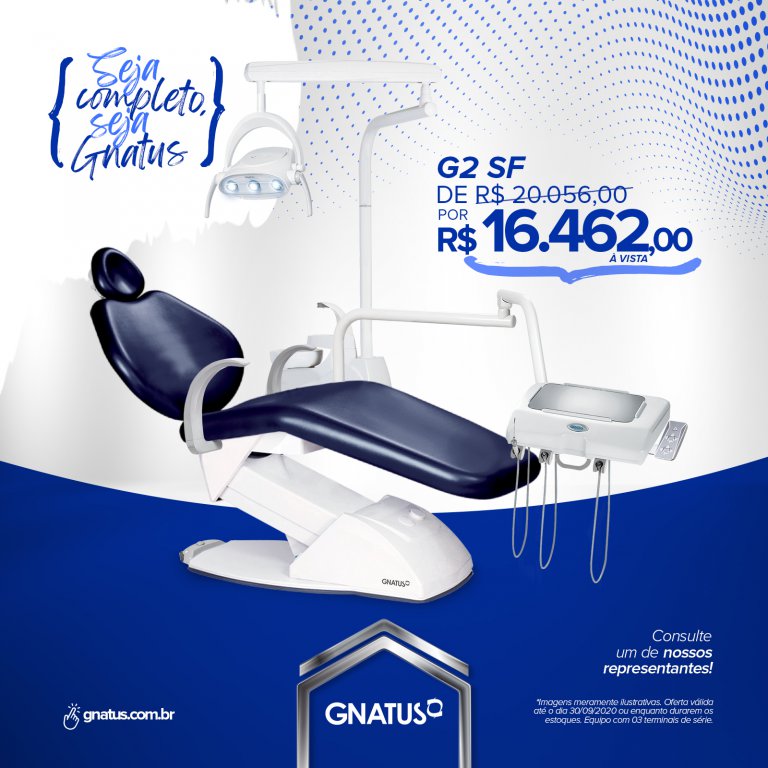 Seja
completo,
seja
Gnatus
G2 SF
DE R$ 20.056,00
POR
R$ 16.462,00
À VISTA
GNATUS
Consulte
um de nossos
representantes!
gnatus.com.br
GNATUS
*Imagens meramente ilustrativas. Oferta válida
até o dia 30/09/2020 ou enquanto durarem os
estoques. Equipo com 03 terminais de série.